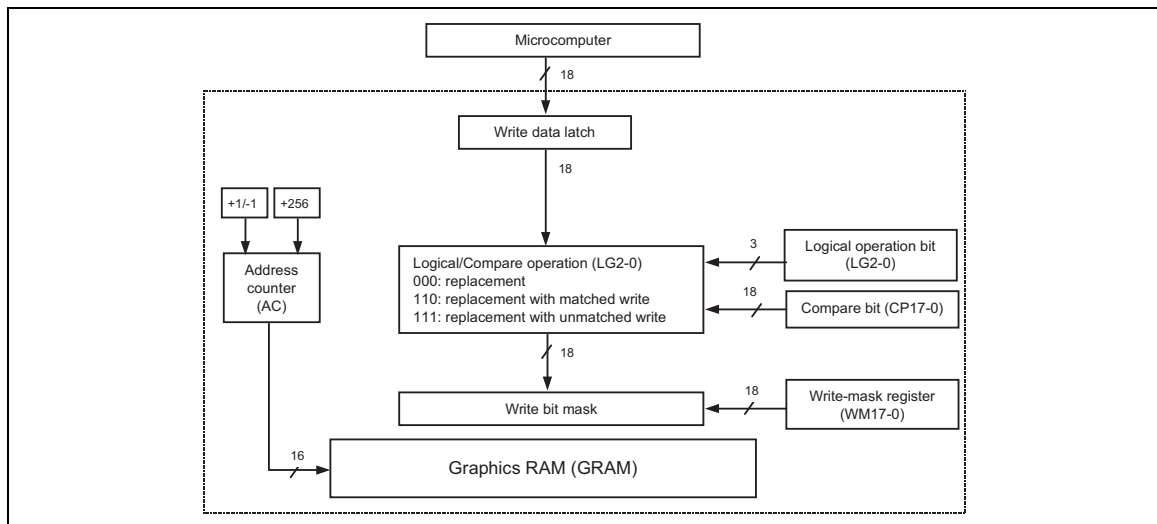 Microcomputer
18
Write data latch
18
+1/-1
+256
Address
counter
(AC)
Logical/Compare operation (LG2-0)
000: replacement
110: replacement with matched write
111: replacement with unmatched write
3
Logical operation bit
(LG2-0)
18
Compare bit (CP17-0)
18
Write bit mask
18
Write-mask register
(WM17-0)
16
Graphics RAM (GRAM)